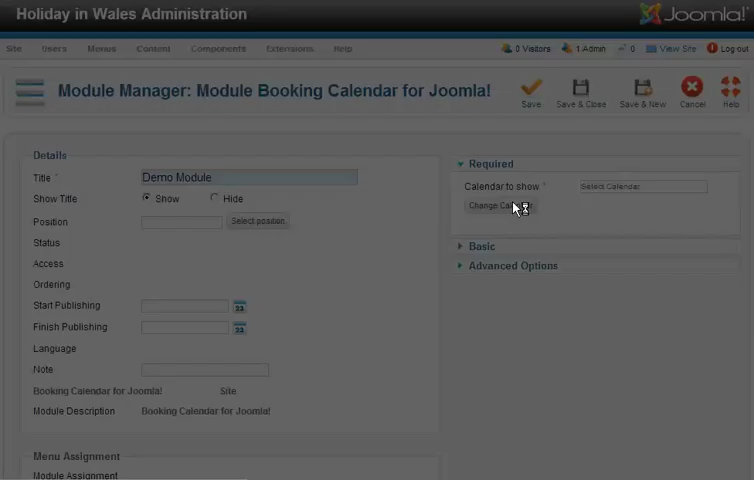 Holiday in Wales Administration
Joomla!
Site Users Menus Content Components Extensions Help
0 Visitors 1 Admin 0 View Site Log out
Module Manager: Module Booking Calendar for Joomla!
Save Save & Close Save & New Cancel Help
Details
Title *
Demo Module
Show Title
Show Hide
Position
Select position
Status
Access
Ordering
Start Publishing
23
Finish Publishing
23
Language
Note
Booking Calendar for Joomla! Site
Module Description Booking Calendar for Joomla!
Menu Assignment
Module Assignment
Required
Calendar to show *
Select Calendar
Change
Basic
Advanced Options